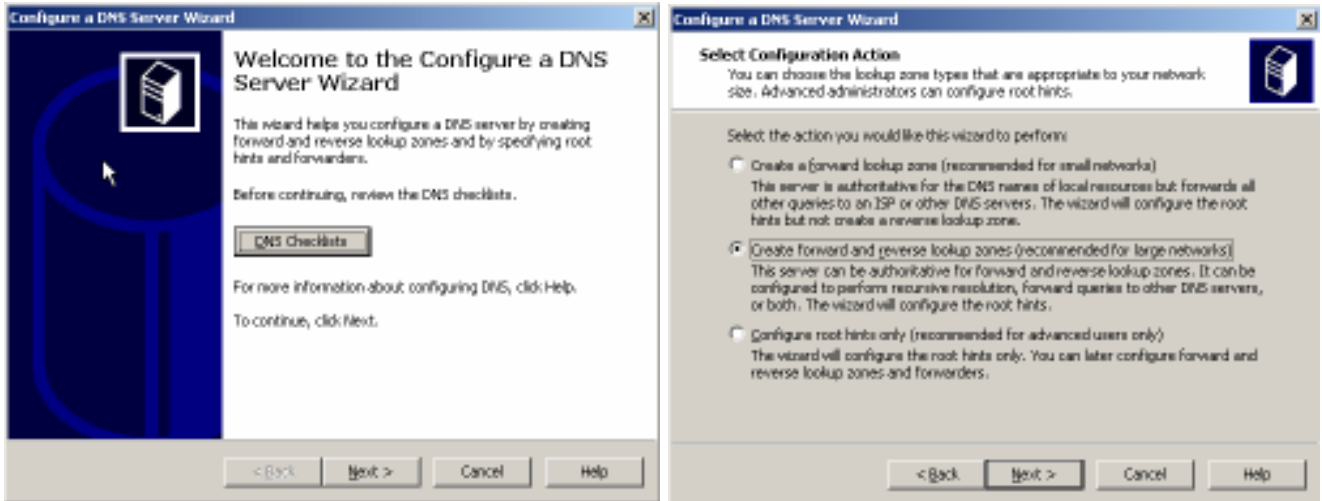 Configure a DNS Server Wizard
Welcome to the Configure a DNS
Server Wizard
This wizard helps you configure a DNS server by creating
forward and reverse lookup zones and by specifying root
hints and forwarders.
Before continuing, review the DNS checklists.
DNS Checklists
For more information about configuring DNS, click Help.
To continue, click Next.
< Back
Next >
Cancel
Help
Configure a DNS Server Wizard
Select Configuration Action
You can choose the lookup zone types that are appropriate to your network
size. Advanced administrators can configure root hints.
Select the action you would like this wizard to perform:
Create a forward lookup zone (recommended for small networks)
This server is authoritative for the DNS names of local resources but forwards all
other queries to an ISP or other DNS servers. The wizard will configure the root
hints but not create a reverse lookup zone.
Create forward and reverse lookup zones (recommended for large networks)
This server can be authoritative for forward and reverse lookup zones. It can be
configured to perform recursive resolution, forward queries to other DNS servers,
or both. The wizard will configure the root hints.
Configure root hints only (recommended for advanced users only)
The wizard will configure the root hints only. You can later configure forward and
reverse lookup zones and forwarders.
< Back
Next >
Cancel
Help